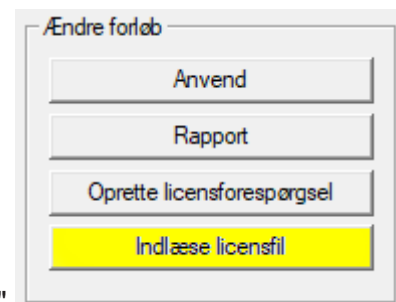 Ændre forløb
Anvend
Rapport
Oprette licensforespørgsel
Indlæse licensfil
"